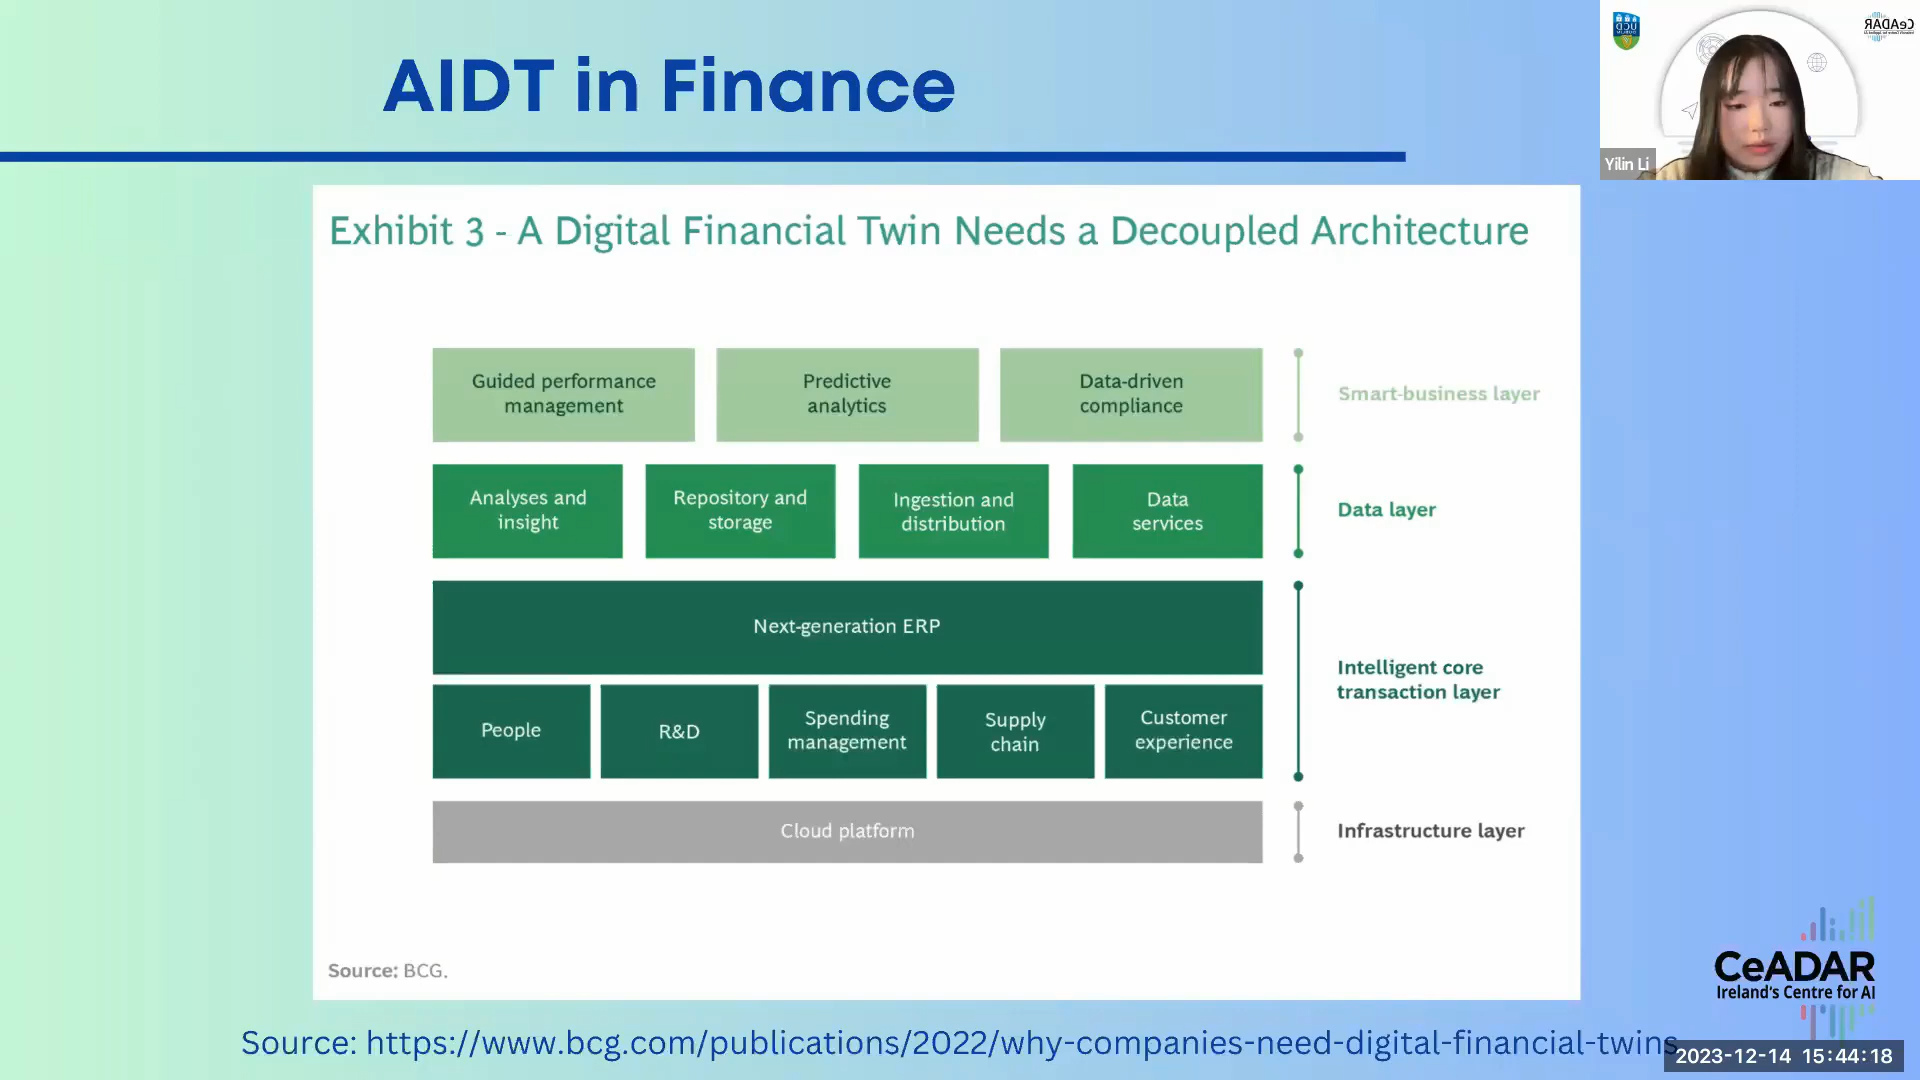 AIDT in Finance
UCD
DUBLIN
CeADAR
Yilin Li
Exhibit 3 - A Digital Financial Twin Needs a Decoupled Architecture
Guided performance
management
Predictive
analytics
Data-driven
compliance
Smart-business layer
Analyses and
insight
Repository and
storage
Ingestion and
distribution
Data
services
Data layer
Next-generation ERP
Intelligent core
transaction layer
People
R&D
Spending
management
Supply
chain
Customer
experience
Cloud platform
Infrastructure layer
Source: BCG.
CeADAR
Ireland's Centre for AI
Source: https://www.bcg.com/publications/2022/why-companies-need-digital-financial-twins
2023-12-14 15:44:18